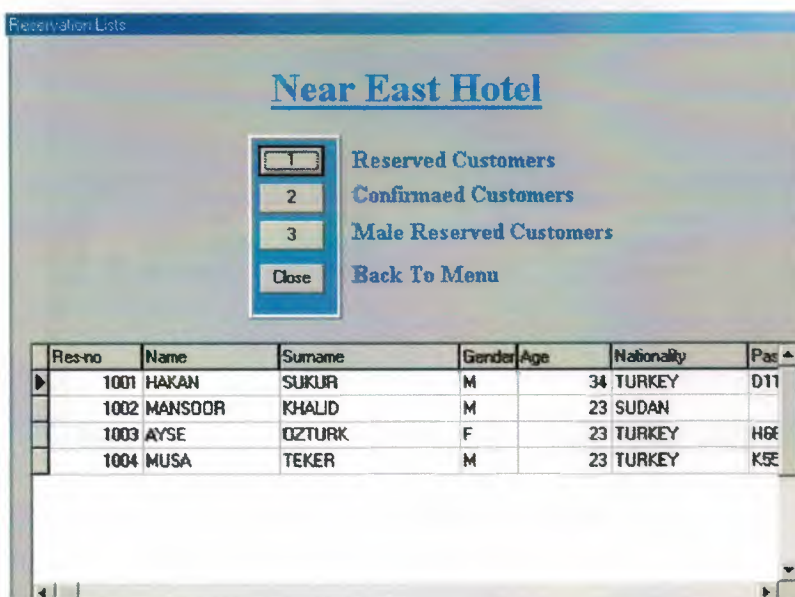 Reservation Lists
Near East Hotel
1 Reserved Customers
2 Confirmaed Customers
3 Male Reserved Customers
Close Back To Menu
Res-no Name Surname Gender Age Nationality Pas
1001 HAKAN SUKUR M 34 TURKEY D11
1002 MANSOOR KHALID M 23 SUDAN
1003 AYSE OZTURK F 23 TURKEY
1004 MUSA TEKER M 23 TURKEY